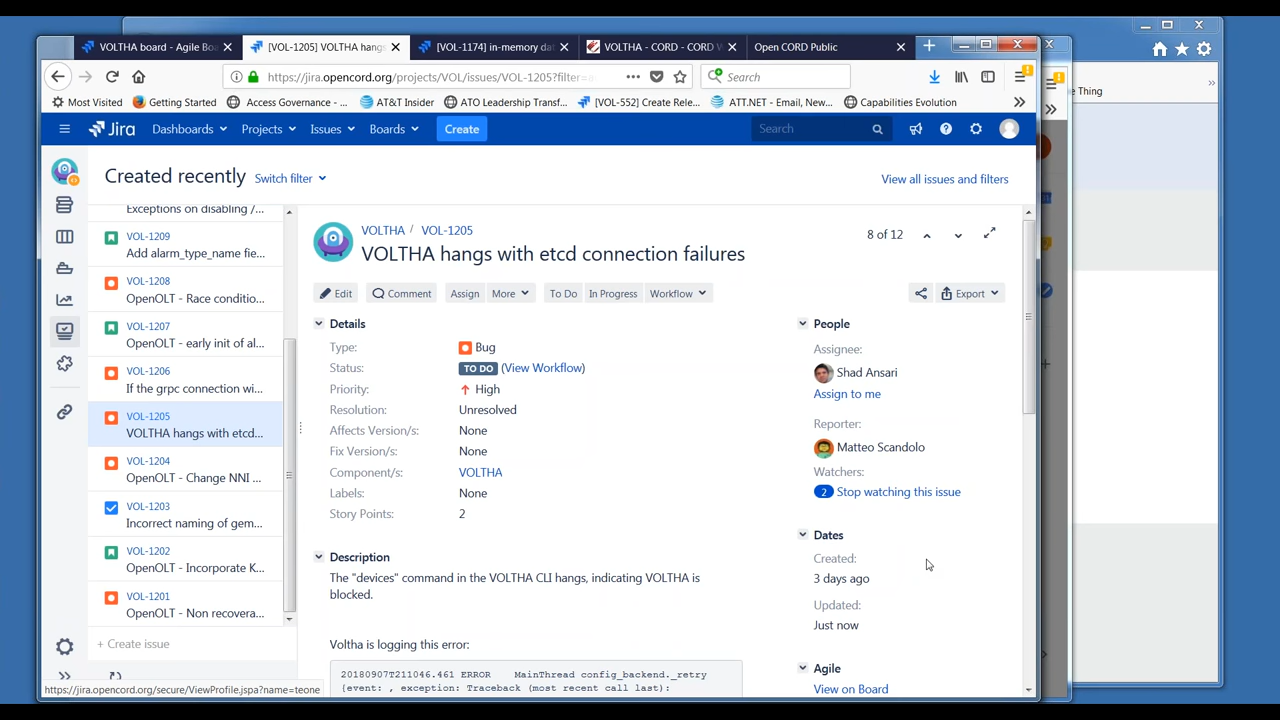 VOLTHA board - Agile Boa
[VOL-1205] VOLTHA hangs
[VOL-1174] in-memory dat
VOLTHA - CORD - CORD W
Open CORD Public
https://jira.opencord.org/projects/VOL/issues/VOL-1205?filter=a
Search
Most Visited
Getting Started
Access Governance - ...
AT&T Insider
ATO Leadership Transf...
[VOL-552] Create Rele...
ATT.NET - Email, New...
Capabilities Evolution
e Thing
Jira
Dashboards
Projects
Issues
Boards
Create
Search
Created recently
Switch filter
View all issues and filters
Exceptions on disabling /...
VOL-1209
Add alarm_type_name fie...
VOL-1208
OpenOLT - Race conditio...
VOL-1207
OpenOLT - early init of al...
VOL-1206
If the grpc connection wi...
VOL-1205
VOLTHA hangs with etcd...
VOL-1204
OpenOLT - Change NNI ...
VOL-1203
Incorrect naming of gem...
VOL-1202
OpenOLT - Incorporate K...
VOL-1201
OpenOLT - Non recovera...
+ Create issue
VOLTHA / VOL-1205
8 of 12
VOLTHA hangs with etcd connection failures
Edit
Comment
Assign
More
To Do
In Progress
Workflow
Export
Details
Type: Bug
Status: TO DO (View Workflow)
Priority: High
Resolution: Unresolved
Affects Version/s: None
Fix Version/s: None
Component/s: VOLTHA
Labels: None
Story Points: 2
Description
The "devices" command in the VOLTHA CLI hangs, indicating VOLTHA is
blocked.
Voltha is logging this error:
20180907T211046.461 ERROR MainThread config_backend._retry
{event: , exception: Traceback (most recent call last):
People
Assignee:
Shad Ansari
Assign to me
Reporter:
Matteo Scandolo
Watchers:
2 Stop watching this issue
Dates
Created:
3 days ago
Updated:
Just now
Agile
View on Board
https://jira.opencord.org/secure/ViewProfile.jspa?name=teone